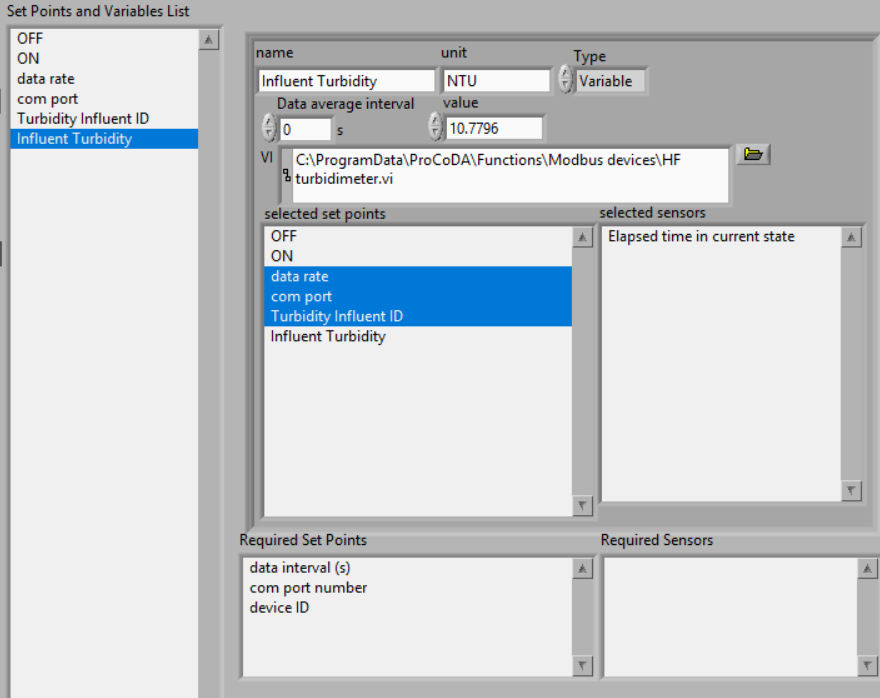 Set Points and Variables List
OFF
ON
data rate
com port
Turbidity Influent ID
Influent Turbidity
name
unit
Type
Influent Turbidity
NTU
Variable
Data average interval
value
0
s
10.7796
VI
C:\ProgramData\ProCoDA\Functions\Modbus devices\HF
turbidimeter.vi
selected set points
OFF
ON
data rate
com port
Turbidity Influent ID
Influent Turbidity
selected sensors
Elapsed time in current state
Required Set Points
data interval (s)
com port number
device ID
Required Sensors